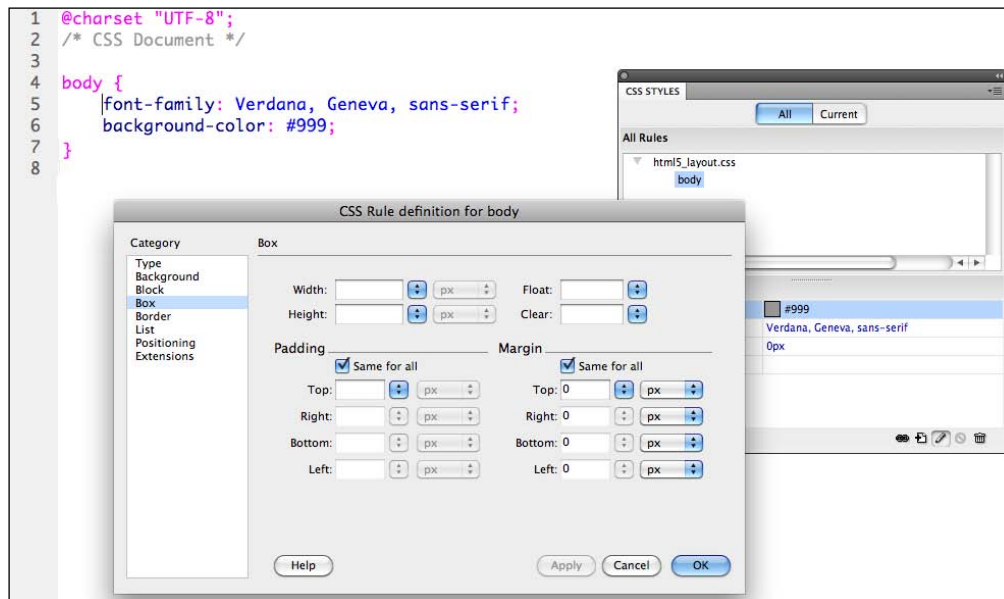 1 @charset "UTF-8";
2 /* CSS Document */
3
4 body {
5 font-family: Verdana, Geneva, sans-serif;
6 background-color: #999;
7 }
8
CSS STYLES
All Current
All Rules
html5_layout.css
body
#999
Verdana, Geneva, sans-serif
0px
CSS Rule definition for body
Category
Type
Background
Block
Box
Border
List
Positioning
Extensions
Box
Width: px Float:
Height: px Clear:
Padding Margin
Same for all Same for all
Top: px Top: 0 px
Right: px Right: 0 px
Bottom: px Bottom: 0 px
Left: px Left: 0 px
Help Apply Cancel OK